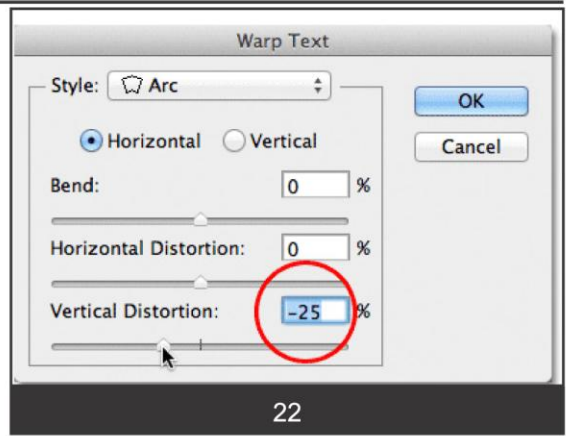 Warp Text
Style: Arc
OK
Horizontal Vertical
Cancel
Bend: 0 %
Horizontal Distortion: 0 %
Vertical Distortion: -25 %
22